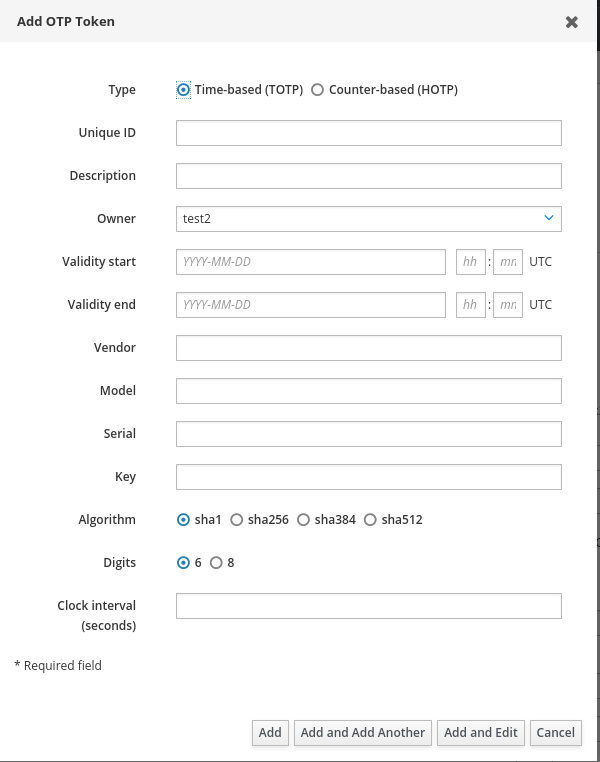 Add OTP Token
Type Time-based (TOTP) Counter-based (HOTP)
Unique ID
Description
Owner test2
Validity start YYYY-MM-DD hh : mm UTC
Validity end YYYY-MM-DD hh : mm UTC
Vendor
Model
Serial
Key
Algorithm sha1 sha256 sha384 sha512
Digits 6 8
Clock interval
(seconds)
* Required field
Add Add and Add Another Add and Edit Cancel